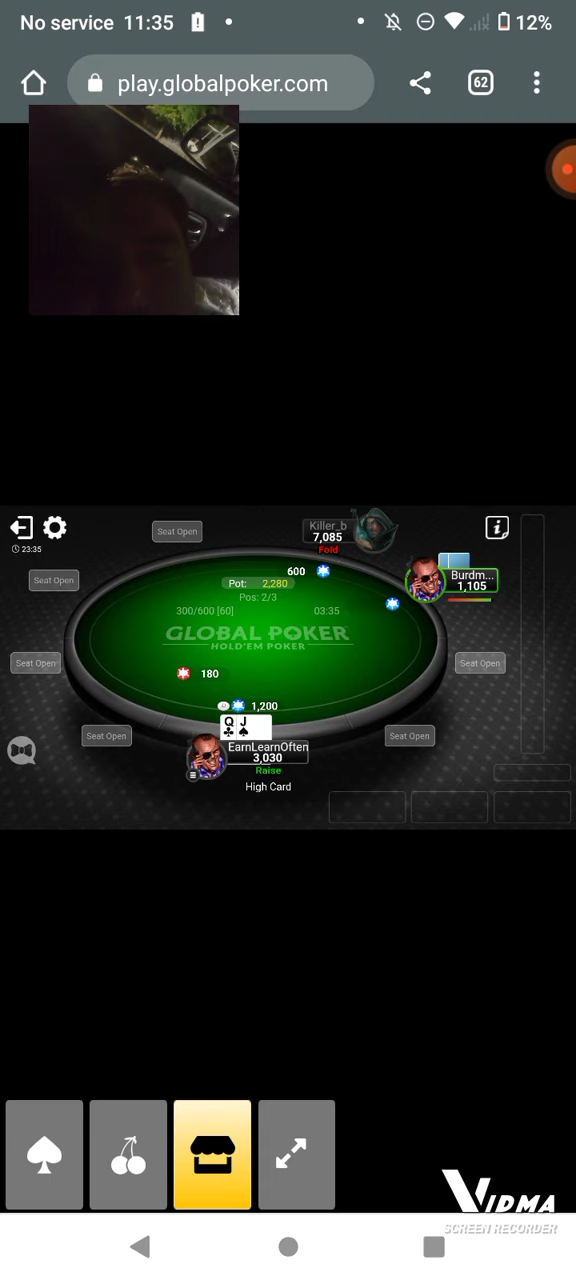 No service 11:35 12%
play.globalpoker.com
62
23:35
Seat Open
Killer_b
7,085
Fold
Seat Open
600
Burdm...
1,105
Pot: 2,280
Pos: 2/3
300/600 [60] 03:35
GLOBAL POKER
HOLD'EM POKER
Seat Open
Seat Open
180
1,200
Q J
Seat Open
Seat Open
EarnLearnOften
3,030
Raise
High Card
VIDMA
SCREEN RECORDER